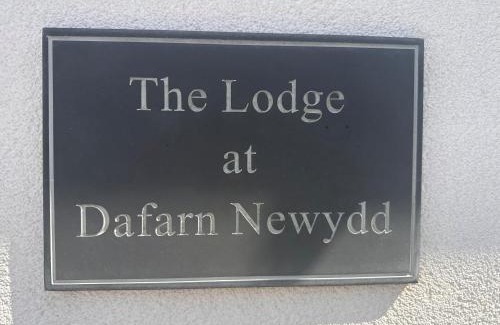 The Lodge
at
Dafarn Newydd